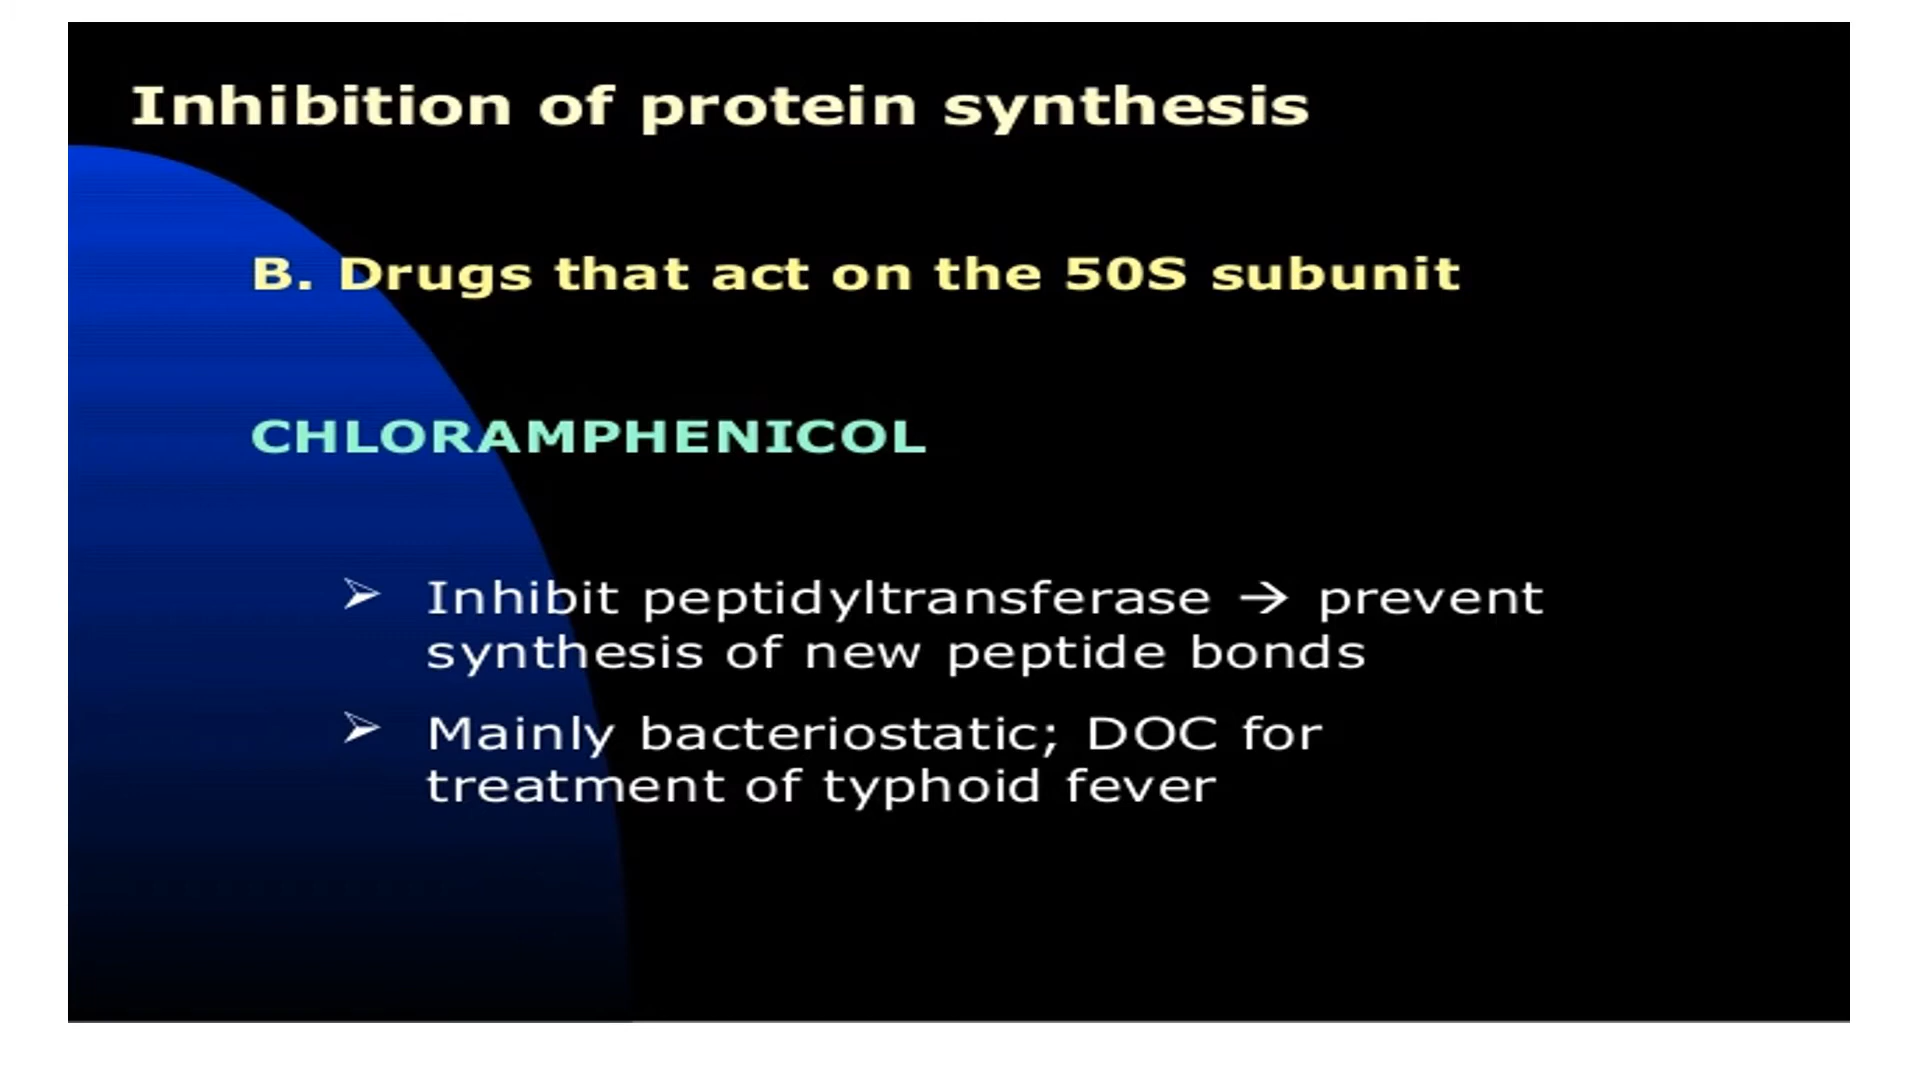 Inhibition of protein synthesis
B. Drugs that act on the 50S subunit
CHLORAMPHENICOL
➢ Inhibit peptidyltransferase → prevent
synthesis of new peptide bonds
➢ Mainly bacteriostatic; DOC for
treatment of typhoid fever